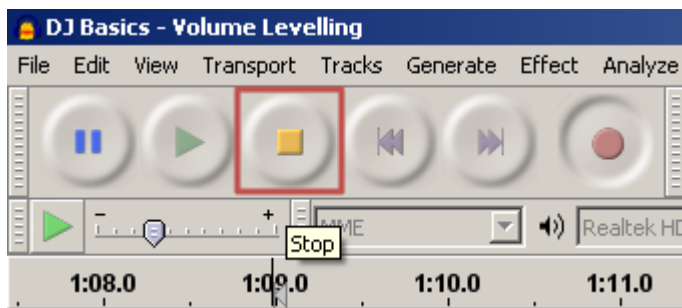 DJ Basics - Volume Levelling
File Edit View Transport Tracks Generate Effect Analyze
- + MME Realtek HD
Stop
1:08.0 1:09.0 1:10.0 1:11.0